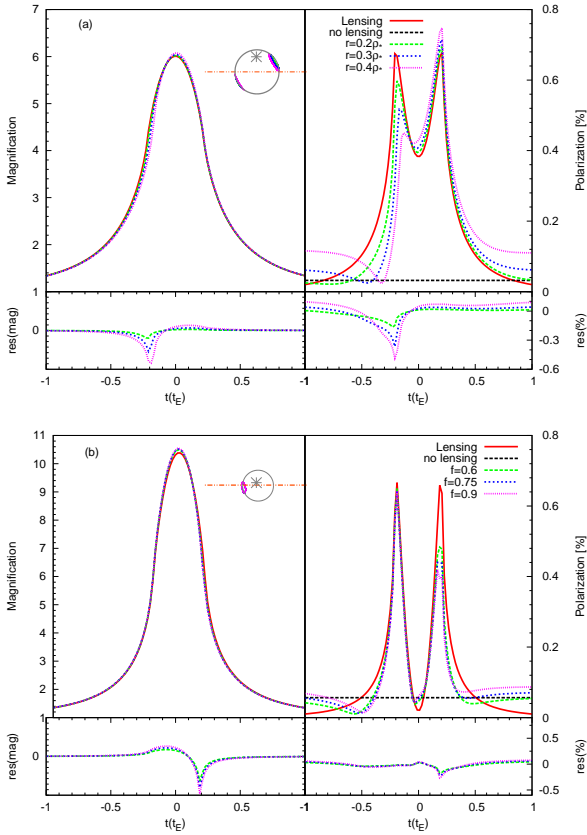 (a)
Magnification
6
5
4
3
2
1
Lensing
no lensing
r=0.2ρ*
r=0.3ρ*
r=0.4ρ*
0.8
0.6
0.4
0.2
0
Polarization [%]
res(mag)
1
0
-1 -0.5 0 0.5 1
t(t_E)
0
-0.3
-0.6
res(%)
-1 -0.5 0 0.5 1
t(t_E)
(b)
Magnification
11
10
9
8
7
6
5
4
3
2
1
Lensing
no lensing
f=0.6
f=0.75
f=0.9
0.8
0.6
0.4
0.2
0
Polarization [%]
res(mag)
0
-1 -0.5 0 0.5 1
t(t_E)
0.5
0
-0.5
res(%)
-1 -0.5 0 0.5 1
t(t_E)